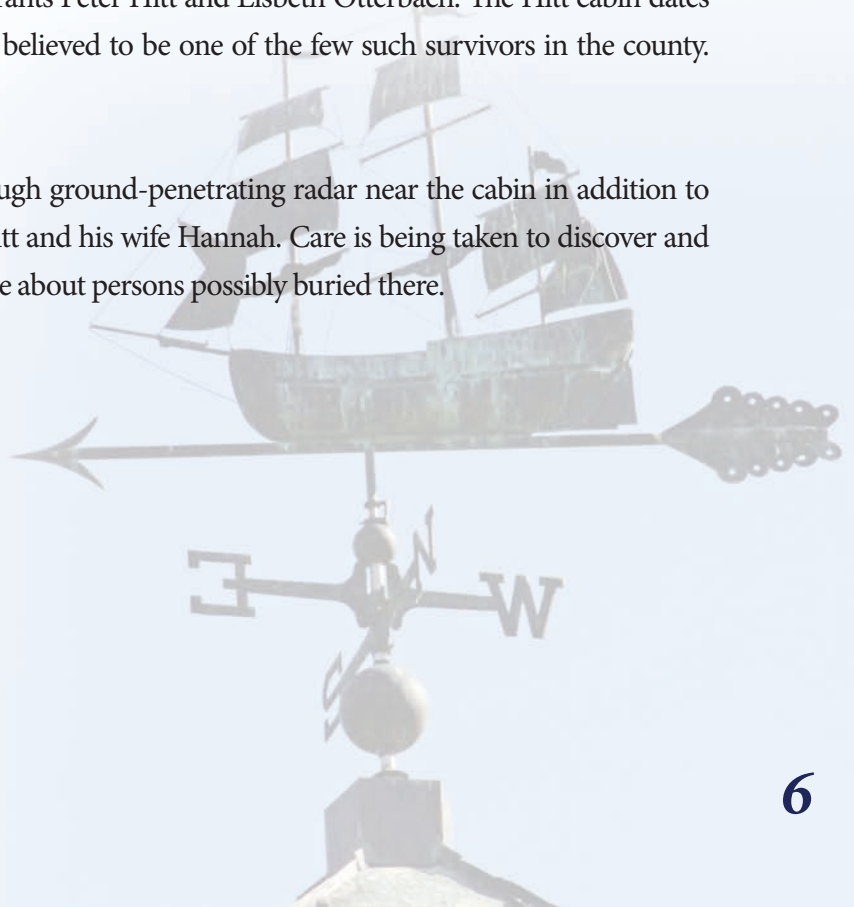 rants Peter Hitt and Elsbeth Otterbach. The Hitt cabin dates
believed to be one of the few such survivors in the county.
ugh ground-penetrating radar near the cabin in addition to
tt and his wife Hannah. Care is being taken to discover and
e about persons possibly buried there.
N
E W
S
6